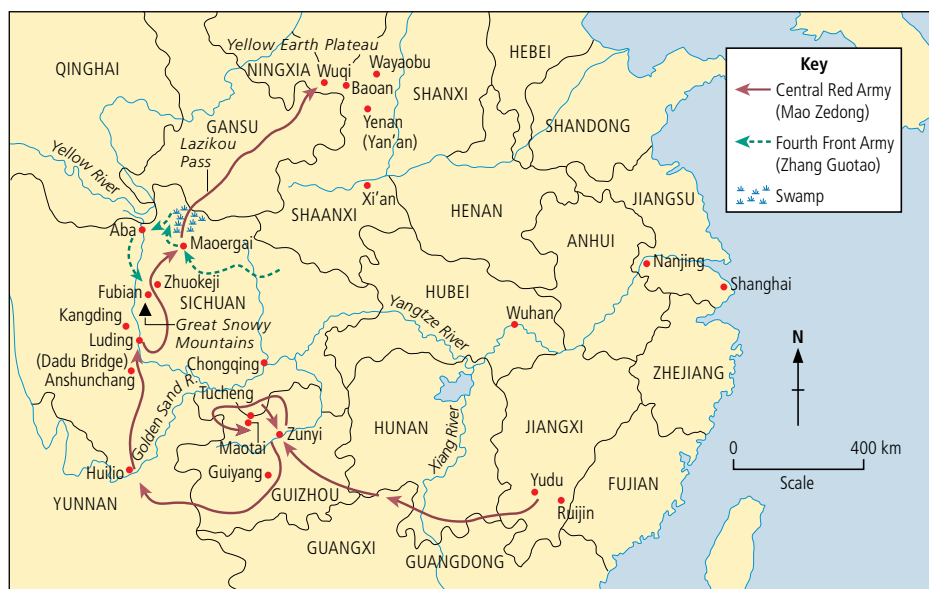 QINGHAI
Yellow Earth Plateau
NINGXIA
Wuqi
Wayaobu
Baoan
SHANXI
HEBEI
GANSU
Lazikou
Pass
Yenan
(Yan'an)
SHANDONG
Yellow River
Xi'an
SHAANXI
HENAN
JIANGSU
Aba
Maoergai
ANHUI
Nanjing
Shanghai
Zhuokeji
Fubian
SICHUAN
HUBEI
Yangtze River
Wuhan
Kangding
Great Snowy
Mountains
Luding
(Dadu Bridge)
Anshunchang
Chongqing
ZHEJIANG
Golden Sand R.
Tucheng
Maotai
Zunyi
HUNAN
Xiang River
JIANGXI
Huilio
Guiyang
GUIZHOU
YUNNAN
Yudu
Ruijin
FUJIAN
GUANGXI
GUANGDONG
Key
Central Red Army
(Mao Zedong)
Fourth Front Army
(Zhang Guotao)
Swamp
N
0
400 km
Scale